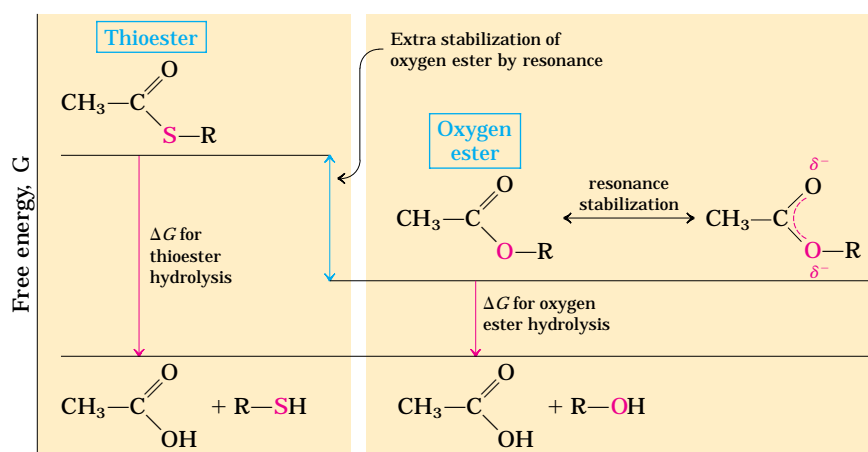 Thioester
Extra stabilization of
oxygen ester by resonance
O
CH₃—C
S—R
Oxygen
ester
O
CH₃—C
O—R
resonance
stabilization
δ⁻
O
CH₃—C
O—R
δ⁻
Free energy, G
ΔG for
thioester
hydrolysis
ΔG for oxygen
ester hydrolysis
O
CH₃—C + R—SH
OH
O
CH₃—C + R—OH
OH